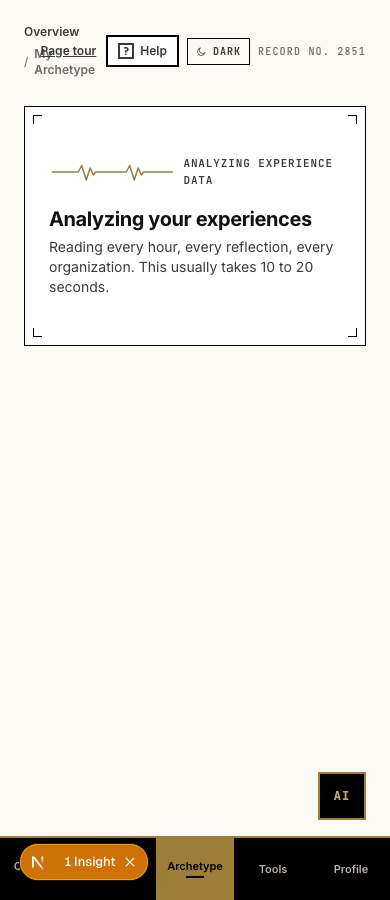 Overview
/ My Archetype
Page tour
? Help
DARK
RECORD NO. 2851
ANALYZING EXPERIENCE
DATA
Analyzing your experiences
Reading every hour, every reflection, every
organization. This usually takes 10 to 20
seconds.
AI
N 1 Insight
Archetype
Tools
Profile